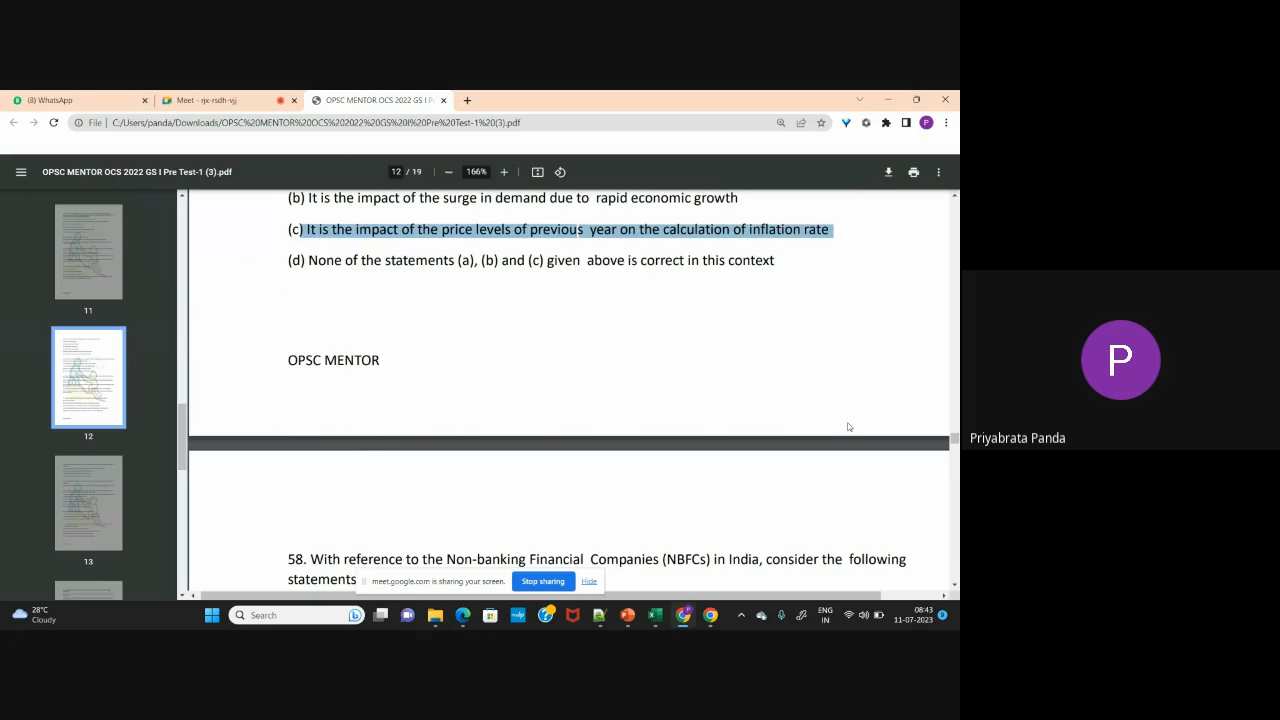 (8) WhatsApp
Meet - rjx-rsdh-vjj
OPSC MENTOR OCS 2022 GS I P
File | C:/Users/panda/Downloads/OPSC%20MENTOR%20OCS%202022%20GS%20I%20Pre%20Test-1%20(3).pdf
OPSC MENTOR OCS 2022 GS I Pre Test-1 (3).pdf
12 / 19
166%
(b) It is the impact of the surge in demand due to rapid economic growth
(c) It is the impact of the price levels of previous year on the calculation of inflation rate
(d) None of the statements (a), (b) and (c) given above is correct in this context
OPSC MENTOR
11
12
13
58. With reference to the Non-banking Financial Companies (NBFCs) in India, consider the following
statements
meet.google.com is sharing your screen.
Stop sharing
Hide
P
Priyabrata Panda
28°C
Cloudy
Search
ENG
IN
08:43
11-07-2023